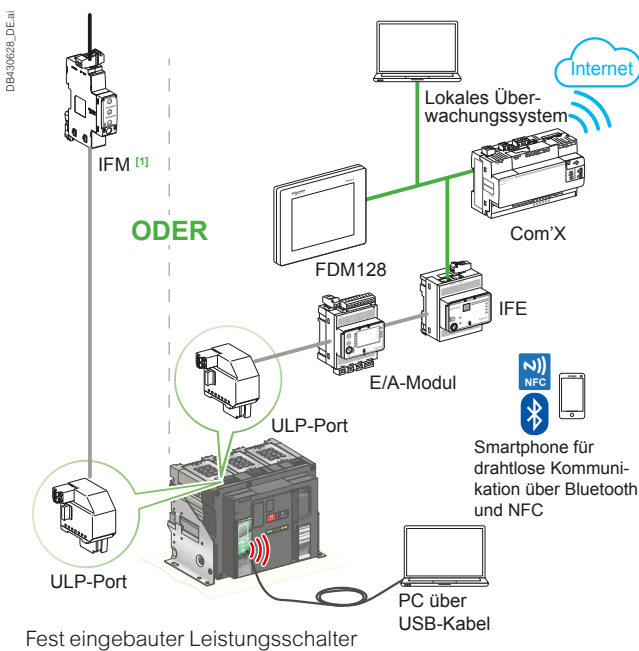 DB430628_DE.ai
Internet
Lokales Über-
wachungssystem
IFM [1]
ODER
Com'X
FDM128
IFE
E/A-Modul
NFC
ULP-Port
Smartphone für
drahtlose Kommuni-
kation über Bluetooth
und NFC
ULP-Port
PC über
USB-Kabel
Fest eingebauter Leistungsschalter